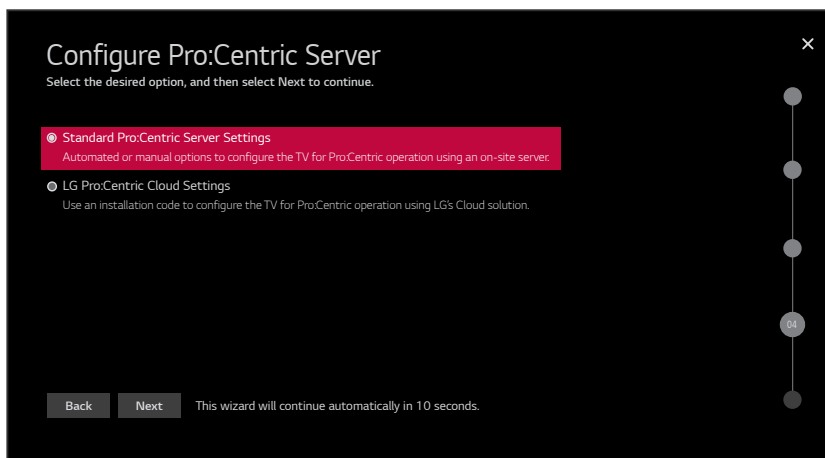 Configure Pro:Centric Server
Select the desired option, and then select Next to continue.
Standard Pro:Centric Server Settings
Automated or manual options to configure the TV for Pro:Centric operation using an on-site server.
LG Pro:Centric Cloud Settings
Use an installation code to configure the TV for Pro:Centric operation using LG's Cloud solution.
04
Back Next This wizard will continue automatically in 10 seconds.